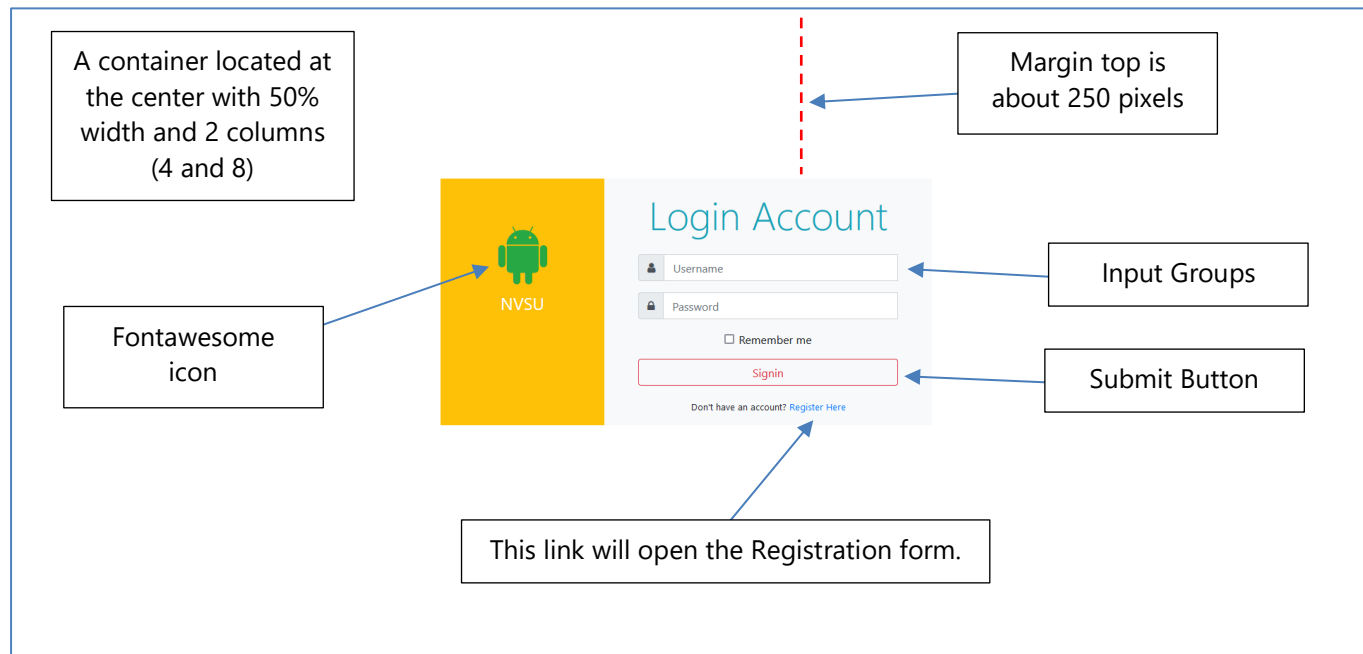 A container located at
the center with 50%
width and 2 columns
(4 and 8)
Margin top is
about 250 pixels
Login Account
Username
Password
NVSU
Remember me
Signin
Don't have an account? Register Here
Fontawesome
icon
Input Groups
Submit Button
This link will open the Registration form.